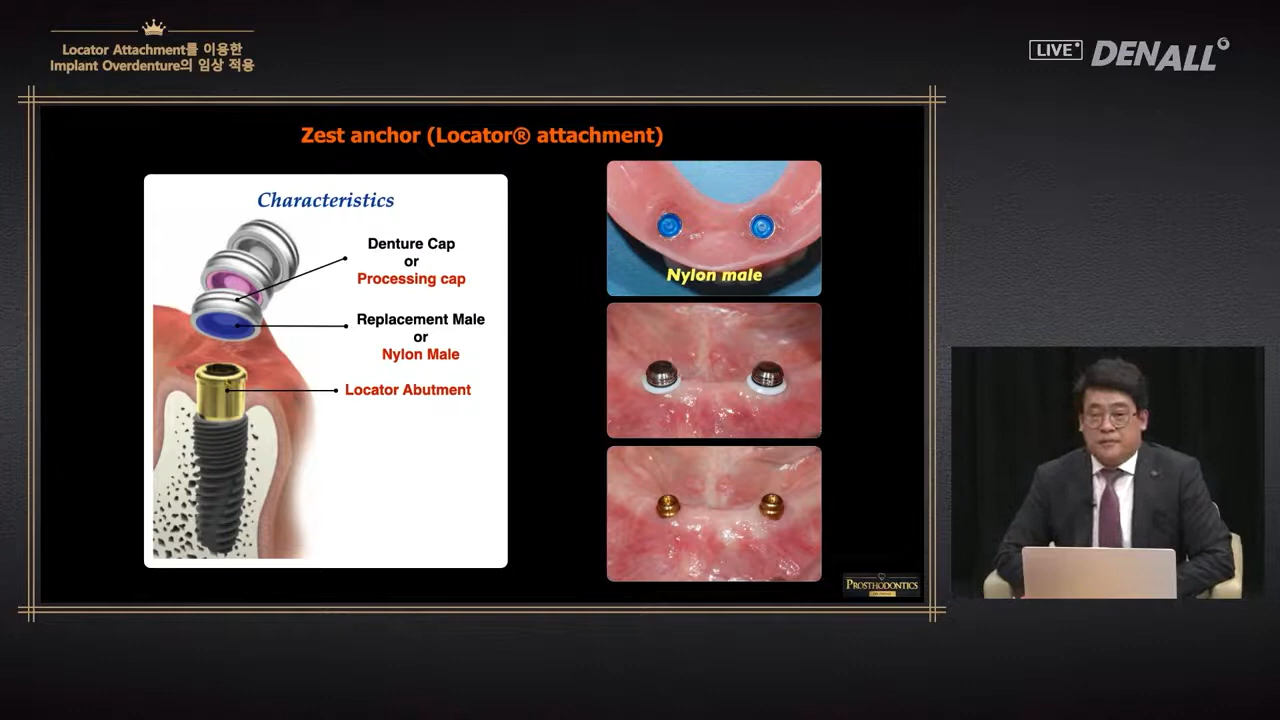 Locator Attachment를 이용한
Implant Overdenture의 임상 적용
LIVE
DENALL
Zest anchor (Locator® attachment)
Characteristics
Denture Cap
or
Processing cap
Replacement Male
or
Nylon Male
Locator Abutment
Nylon male
PROSTHODONTICS